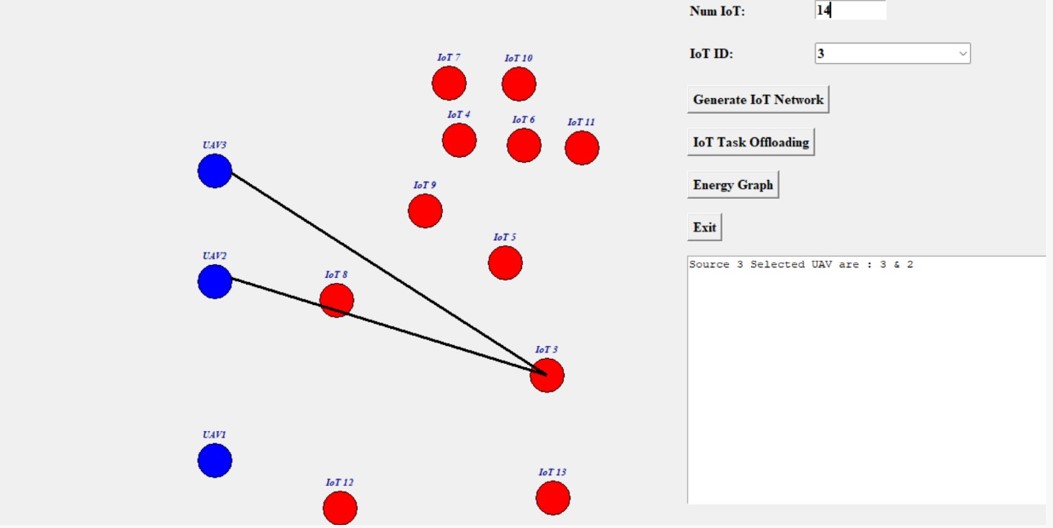 Num IoT: 14
IoT ID: 3
Generate IoT Network
IoT Task Offloading
Energy Graph
Exit
Source 3 Selected UAV are : 3 & 2
IoT 7
IoT 10
IoT 4
IoT 6
IoT 11
UAV3
IoT 9
IoT 5
UAV2
IoT 8
IoT 3
UAV1
IoT 12
IoT 13